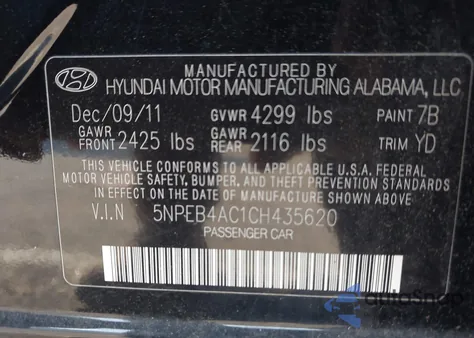 MANUFACTURED BY
HYUNDAI MOTOR MANUFACTURING ALABAMA, LLC
Dec/09/11 GVWR 4299 lbs PAINT 7B
GAWR FRONT 2425 lbs GAWR REAR 2116 lbs TRIM YD
THIS VEHICLE CONFORMS TO ALL APPLICABLE U.S.A. FEDERAL
MOTOR VEHICLE SAFETY, BUMPER, AND THEFT PREVENTION STANDARDS
IN EFFECT ON THE DATE OF MANUFACTURE SHOWN ABOVE.
V.I.N 5NPEB4AC1CH435620
PASSENGER CAR
autoSnap